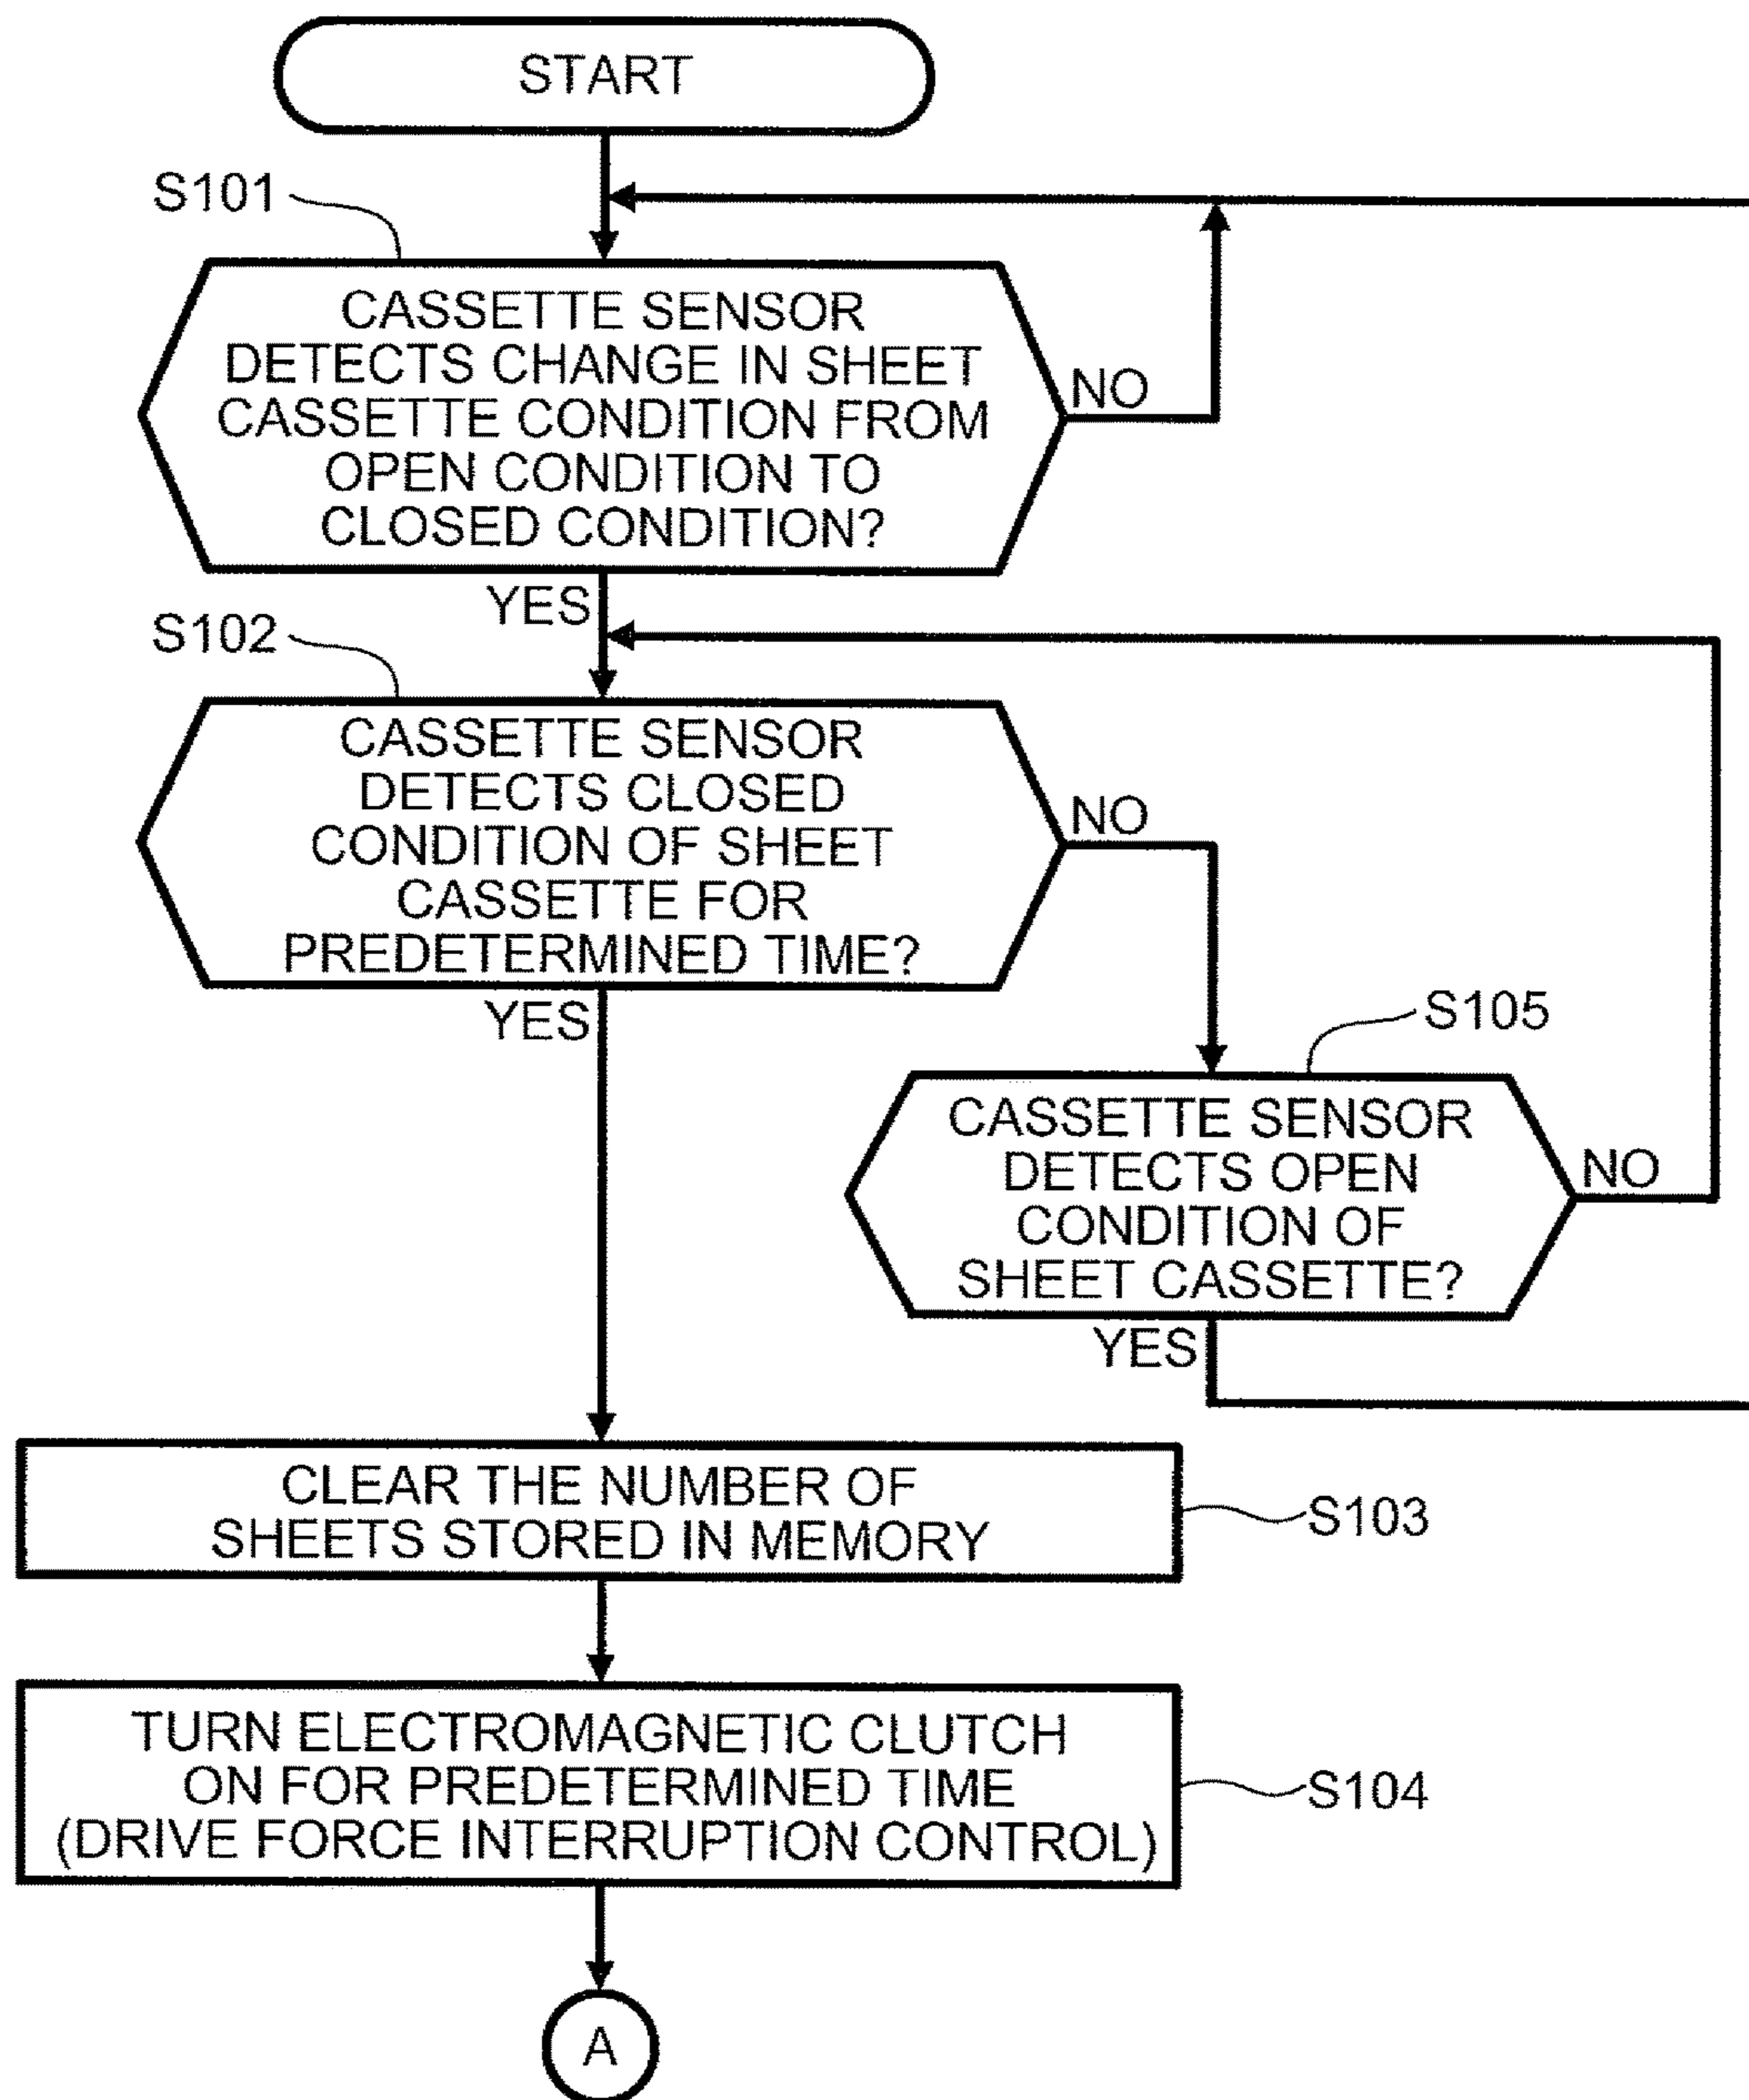 START
S101
CASSETTE SENSOR
DETECTS CHANGE IN SHEET
CASSETTE CONDITION FROM
OPEN CONDITION TO
CLOSED CONDITION?
NO
YES
S102
CASSETTE SENSOR
DETECTS CLOSED
CONDITION OF SHEET
CASSETTE FOR
PREDETERMINED TIME?
NO
YES
S105
CASSETTE SENSOR
DETECTS OPEN
CONDITION OF
SHEET CASSETTE?
NO
YES
CLEAR THE NUMBER OF
SHEETS STORED IN MEMORY
S103
TURN ELECTROMAGNETIC CLUTCH
ON FOR PREDETERMINED TIME
(DRIVE FORCE INTERRUPTION CONTROL)
S104
A